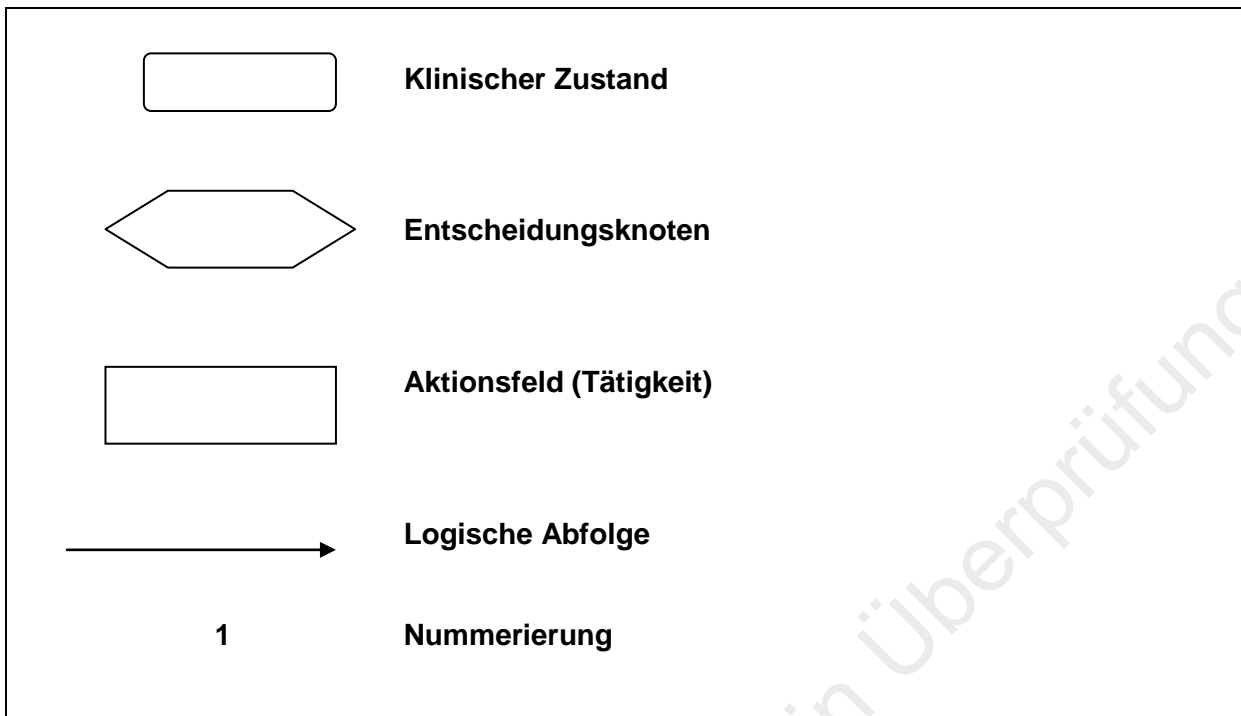 Klinischer Zustand
Entscheidungsknoten
Aktionsfeld (Tätigkeit)
Logische Abfolge
1 Nummerierung
in Überprüfung